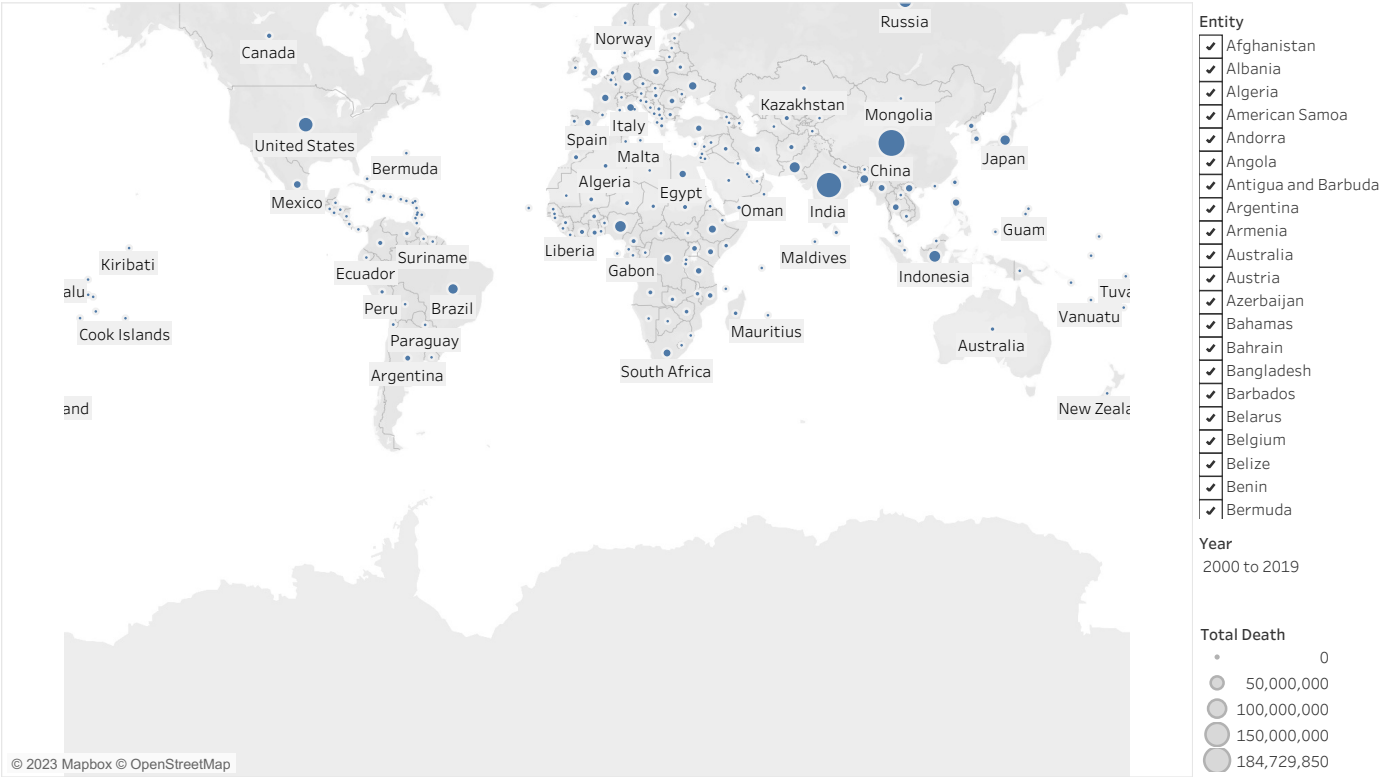 Russia
Norway
Canada
Kazakhstan
Mongolia
Italy
Spain
United States
Japan
Malta
Bermuda
China
Algeria
Egypt
Mexico
Oman
India
Guam
Liberia
Suriname
Maldives
Kiribati
Gabon
Ecuador
Indonesia
alu.
Tuva
Peru
Brazil
Vanuatu
Mauritius
Cook Islands
Paraguay
Australia
South Africa
Argentina
and
New Zeala
© 2023 Mapbox © OpenStreetMap
Entity
Afghanistan
Albania
Algeria
American Samoa
Andorra
Angola
Antigua and Barbuda
Argentina
Armenia
Australia
Austria
Azerbaijan
Bahamas
Bahrain
Bangladesh
Barbados
Belarus
Belgium
Belize
Benin
Bermuda
Year
2000 to 2019
Total Death
0
50,000,000
100,000,000
150,000,000
184,729,850